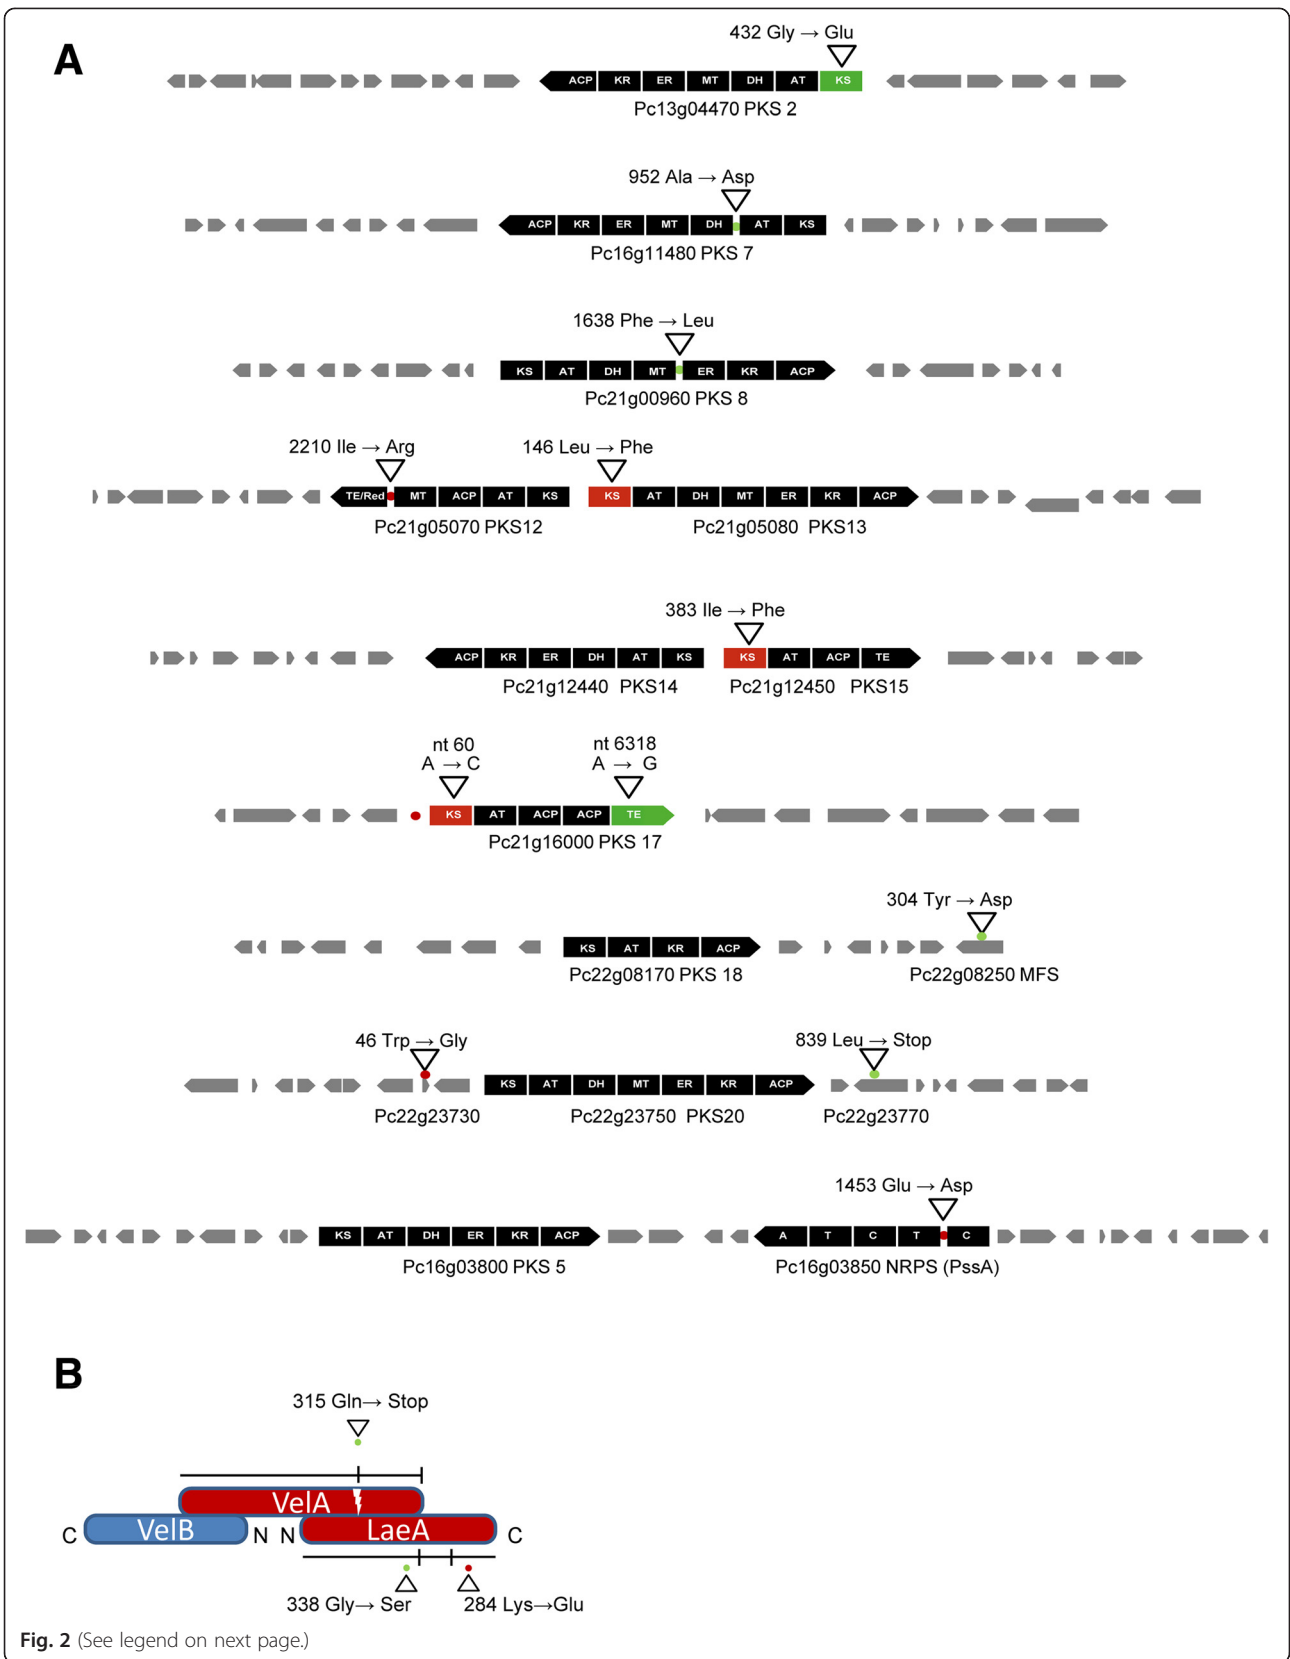 A
432 Gly → Glu
ACP KR ER MT DH AT KS
Pc13g04470 PKS 2
952 Ala → Asp
ACP KR ER MT DH AT KS
Pc16g11480 PKS 7
1638 Phe → Leu
KS AT DH MT ER KR ACP
Pc21g00960 PKS 8
2210 Ile → Arg 146 Leu → Phe
TE/Red MT ACP AT KS KS AT DH MT ER KR ACP
Pc21g05070 PKS12 Pc21g05080 PKS13
383 Ile → Phe
ACP KR ER DH AT KS KS AT ACP TE
Pc21g12440 PKS14 Pc21g12450 PKS15
nt 60 nt 6318
A → C A → G
KS AT ACP ACP TE
Pc21g16000 PKS 17
304 Tyr → Asp
KS AT KR ACP
Pc22g08170 PKS 18 Pc22g08250 MFS
46 Trp → Gly 839 Leu → Stop
KS AT DH MT ER KR ACP
Pc22g23730 Pc22g23750 PKS20 Pc22g23770
1453 Glu → Asp
KS AT DH ER KR ACP A T C T C
Pc16g03800 PKS 5 Pc16g03850 NRPS (PssA)
B
315 Gln→ Stop
VelA
C VelB N N LaeA C
338 Gly→ Ser 284 Lys→Glu
Fig. 2 (See legend on next page.)